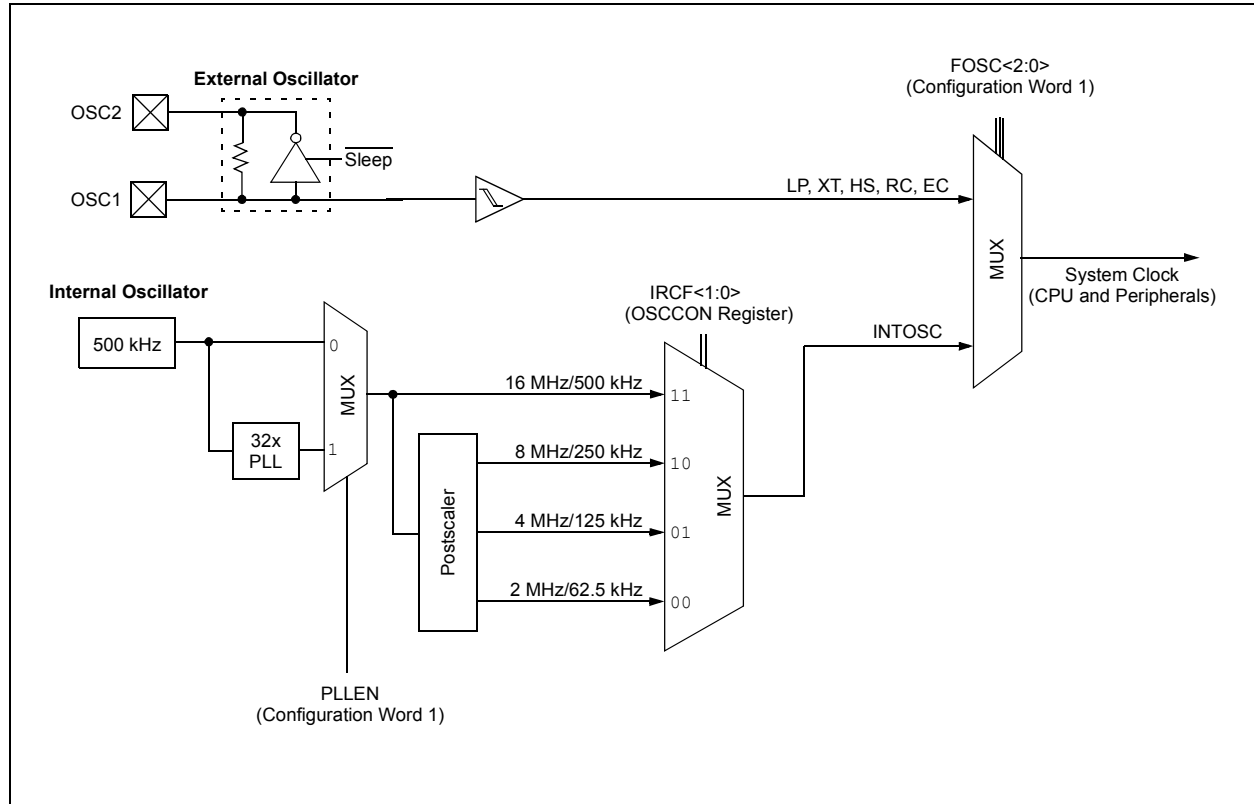 FOSC<2:0>
(Configuration Word 1)
External Oscillator
OSC2
Sleep
OSC1
LP, XT, HS, RC, EC
MUX
System Clock
(CPU and Peripherals)
Internal Oscillator
IRCF<1:0>
(OSCCON Register)
INTOSC
500 kHz
0
MUX
16 MHz/500 kHz
11
32x
PLL
1
8 MHz/250 kHz
10
MUX
Postscaler
4 MHz/125 kHz
01
2 MHz/62.5 kHz
00
PLLEN
(Configuration Word 1)